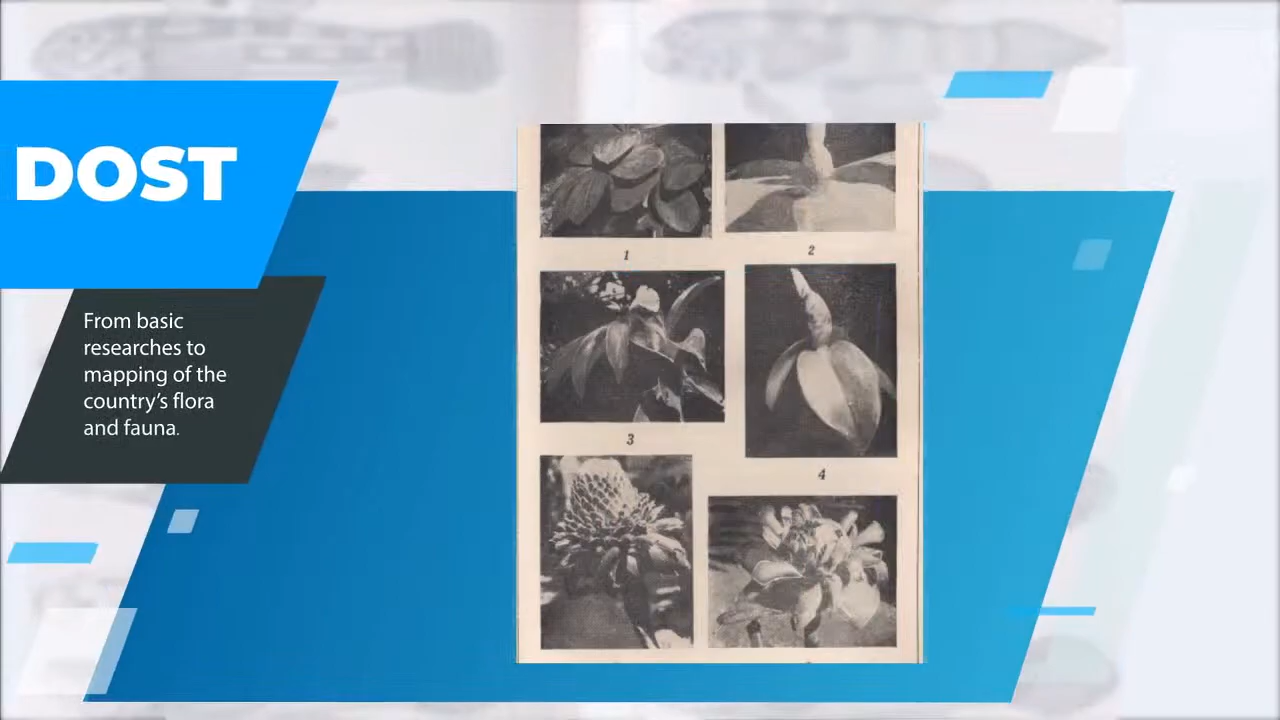 DOST
From basic
researches to
mapping of the
country's flora
and fauna.
1
2
3
4